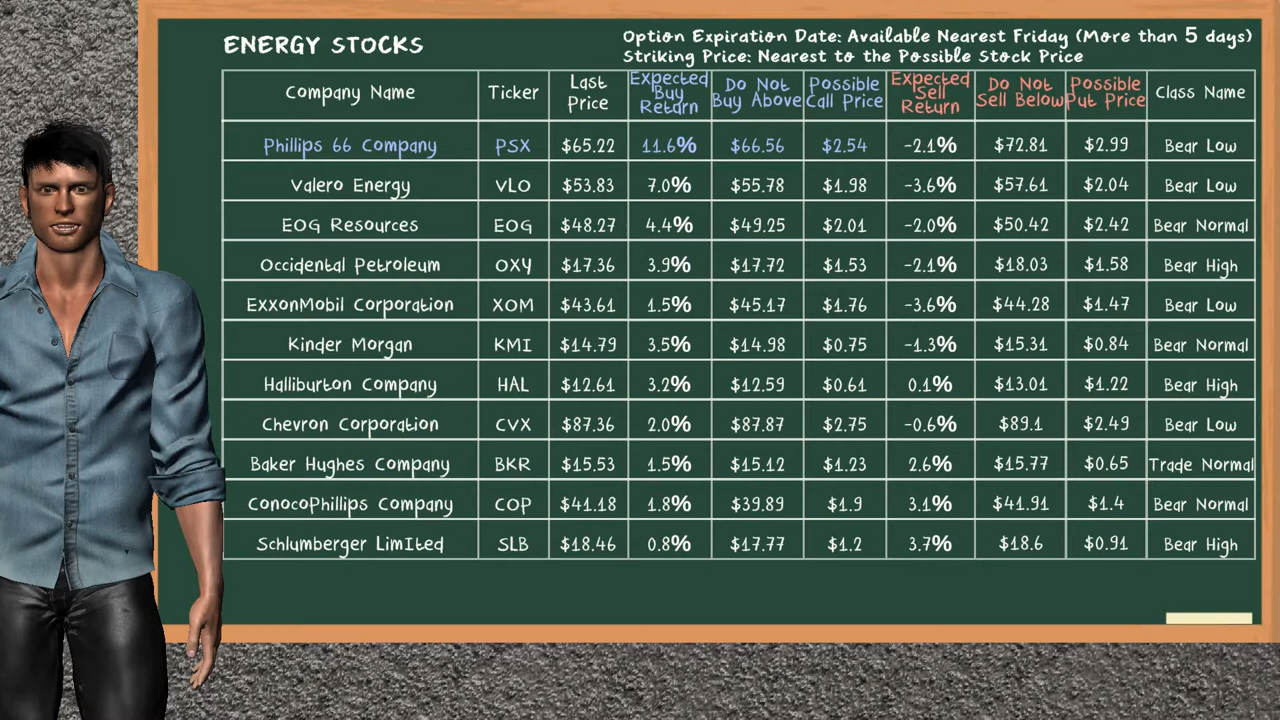 ENERGY STOCKS
Option Expiration Date: Available Nearest Friday (More than 5 days)
Striking Price: Nearest to the Possible Stock Price
Company Name Ticker Last Price Expected Buy Return Do Not Buy Above Possible Call Price Expected Sell Return Do Not Sell Below Possible Put Price Class Name
Phillips 66 Company PSX $65.22 11.6% $66.56 $2.54 -2.1% $72.81 $2.99 Bear Low
Valero Energy VLO $53.83 7.0% $55.78 $1.98 -3.6% $57.61 $2.04 Bear Low
EOG Resources EOG $48.27 4.4% $49.25 $2.01 -2.0% $50.42 $2.42 Bear Normal
Occidental Petroleum OXY $17.36 3.9% $17.72 $1.53 -2.1% $18.03 $1.58 Bear High
ExxonMobil Corporation XOM $43.61 1.5% $45.17 $1.76 -3.6% $44.28 $1.47 Bear Low
Kinder Morgan KMI $14.79 3.5% $14.98 $0.75 -1.3% $15.31 $0.84 Bear Normal
Halliburton Company HAL $12.61 3.2% $12.59 $0.61 0.1% $13.01 $1.22 Bear High
Chevron Corporation CVX $87.36 2.0% $87.87 $2.75 -0.6% $89.1 $2.49 Bear Low
Baker Hughes Company BKR $15.53 1.5% $15.12 $1.23 2.6% $15.77 $0.65 Trade Normal
ConocoPhillips Company COP $41.18 1.8% $39.89 $1.9 3.1% $41.91 $1.4 Bear Normal
Schlumberger LimIted SLB $18.46 0.8% $17.77 $1.2 3.7% $18.6 $0.91 Bear High